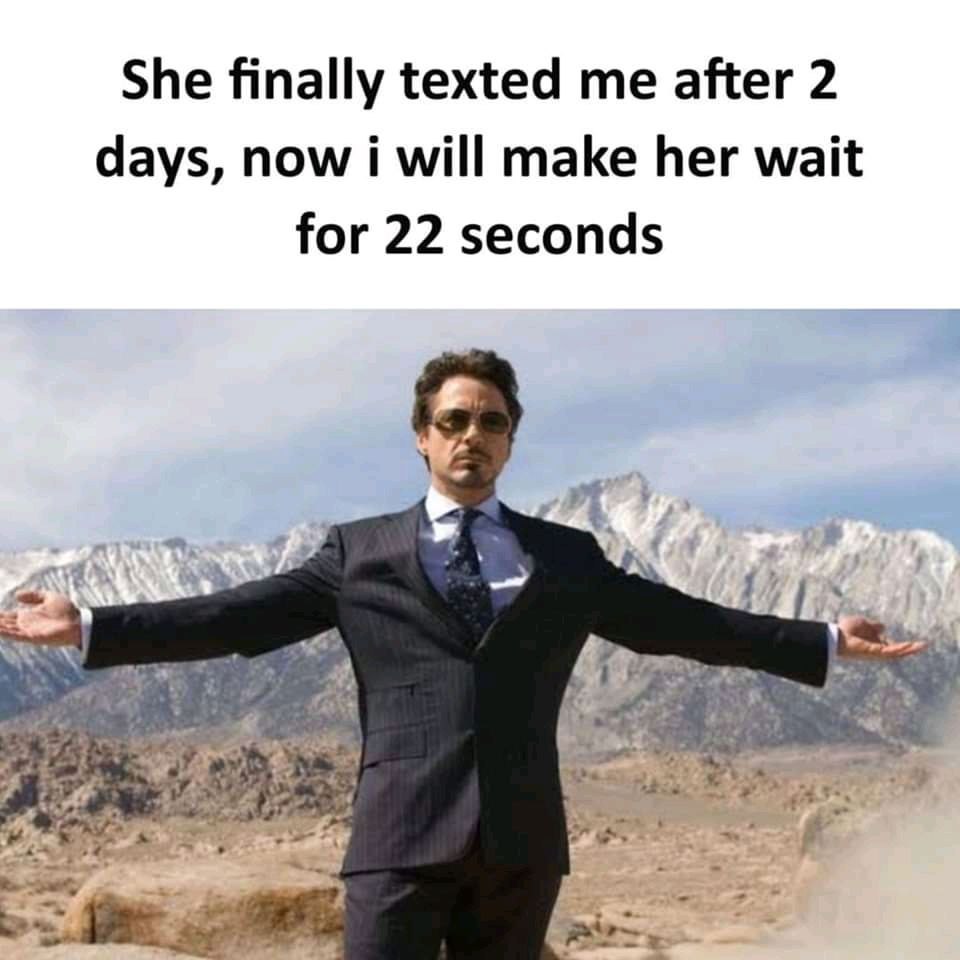 She finally texted me after 2
days, now i will make her wait
for 22 seconds